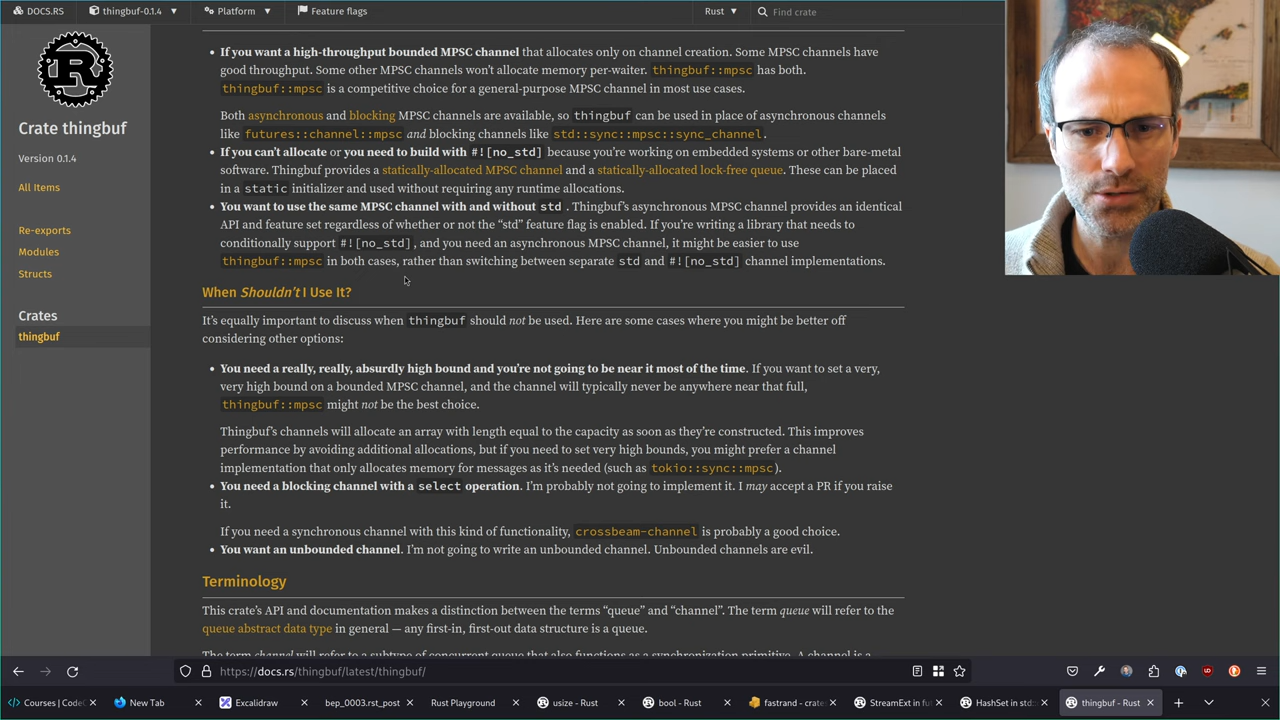 DOCS.RS
thingbuf-0.1.4
Platform
Feature flags
Rust
Find crate
Crate thingbuf
Version 0.1.4
All Items
Re-exports
Modules
Structs
Crates
thingbuf
If you want a high-throughput bounded MPSC channel that allocates only on channel creation. Some MPSC channels have
good throughput. Some other MPSC channels won't allocate memory per-waiter. thingbuf::mpsc has both.
thingbuf::mpsc is a competitive choice for a general-purpose MPSC channel in most use cases.
Both asynchronous and blocking MPSC channels are available, so thingbuf can be used in place of asynchronous channels
like futures::channel::mpsc and blocking channels like std::sync::mpsc::sync_channel.
If you can't allocate or you need to build with #![no_std] because you're working on embedded systems or other bare-metal
software. Thingbuf provides a statically-allocated MPSC channel and a statically-allocated lock-free queue. These can be placed
in a static initializer and used without requiring any runtime allocations.
You want to use the same MPSC channel with and without std. Thingbuf's asynchronous MPSC channel provides an identical
API and feature set regardless of whether or not the "std" feature flag is enabled. If you're writing a library that needs to
conditionally support #![no_std], and you need an asynchronous MPSC channel, it might be easier to use
thingbuf::mpsc in both cases, rather than switching between separate std and #![no_std] channel implementations.
When Shouldn't I Use It?
It's equally important to discuss when thingbuf should not be used. Here are some cases where you might be better off
considering other options:
You need a really, really, absurdly high bound and you're not going to be near it most of the time. If you want to set a very,
very high bound on a bounded MPSC channel, and the channel will typically never be anywhere near that full,
thingbuf::mpsc might not be the best choice.
Thingbuf's channels will allocate an array with length equal to the capacity as soon as they're constructed. This improves
performance by avoiding additional allocations, but if you need to set very high bounds, you might prefer a channel
implementation that only allocates memory for messages as it's needed (such as tokio::sync::mpsc).
You need a blocking channel with a select operation. I'm probably not going to implement it. I may accept a PR if you raise
it.
If you need a synchronous channel with this kind of functionality, crossbeam-channel is probably a good choice.
You want an unbounded channel. I'm not going to write an unbounded channel. Unbounded channels are evil.
Terminology
This crate's API and documentation makes a distinction between the terms "queue" and "channel". The term queue will refer to the
queue abstract data type in general — any first-in, first-out data structure is a queue.
The term channel will refer to a subtype of concurrent queue that also functions as a synchronization primitive. A channel is a
https://docs.rs/thingbuf/latest/thingbuf/
Courses | Code
New Tab
Excalidraw
bep_0003.rst_post
Rust Playground
usize - Rust
bool - Rust
fastrand - crate
StreamExt in fut
HashSet in std:
thingbuf - Rust